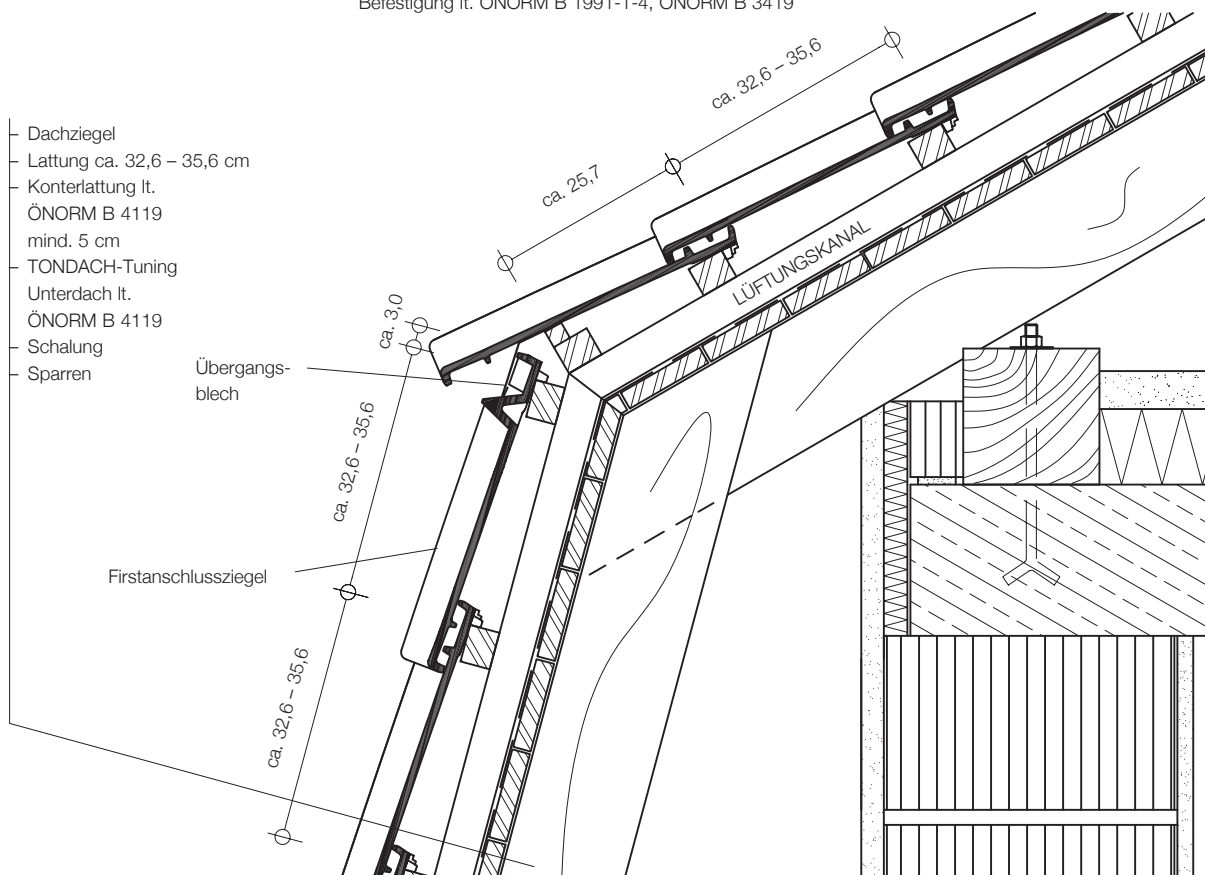 Befestigung lt. ÖNORM B 1991-1-4, ÖNORM B 3419
ca. 32,6 – 35,6
ca. 25,7
Dachziegel
Lattung ca. 32,6 – 35,6 cm
Konterlattung lt.
ÖNORM B 4119
mind. 5 cm
TONDACH-Tuning
Unterdach lt.
ÖNORM B 4119
Schalung
Sparren
LÜFTUNGSKANAL
ca. 3,0
Übergangs-
blech
ca. 32,6 – 35,6
Firstanschlussziegel
ca. 32,6 – 35,6